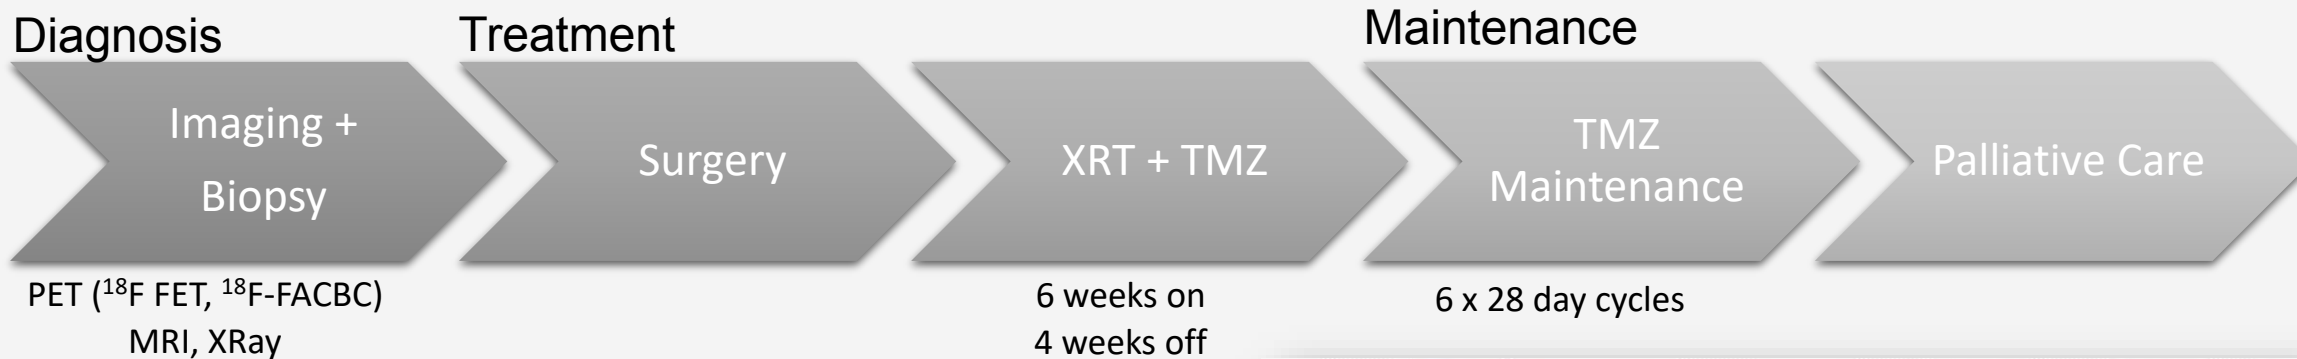 Diagnosis
Treatment
Maintenance
Imaging +
Biopsy
Surgery
XRT + TMZ
TMZ
Maintenance
Palliative Care
PET (¹⁸F FET, ¹⁸F-FACBC)
MRI, XRay
6 weeks on
4 weeks off
6 x 28 day cycles